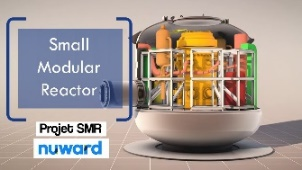 Small
Modular
Reactor
Projet SMR
nuward